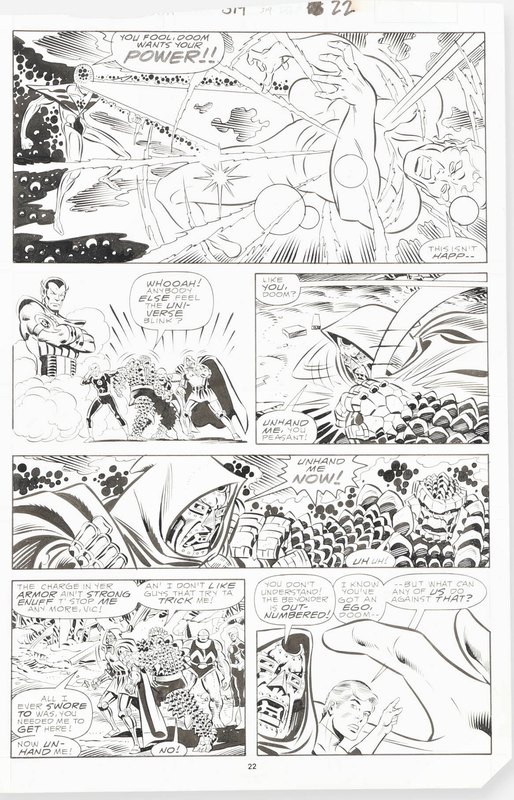 22
YOU FOOL, DOOM
WANTS YOUR
POWER!!
THIS ISN'T
HAPP--
WHOOAH!
ANYBODY
ELSE FEEL
THE UNI-
VERSE
BLINK?
LIKE
YOU,
DOOM?
UNHAND
ME, YOU
PEASANT!
UNHAND
ME
NOW!
UH UH!
THE CHARGE IN YER
ARMOR AIN'T STRONG
ENUFF T'STOP ME
ANY MORE, VIC!
AN' I DON'T LIKE
GUYS THAT TRY TA
TRICK ME!
ALL I
EVER SWORE
TO WAS, YOU
NEEDED ME TO
GET HERE!
NOW UN-
HAND ME!
NO!
YOU DON'T
UNDERSTAND!
THE BEYONDER
IS OUT-
NUMBERED!
I KNOW
YOU'VE
GOT AN
EGO,
DOOM--
--BUT WHAT CAN
ANY OF US DO
AGAINST THAT?
22